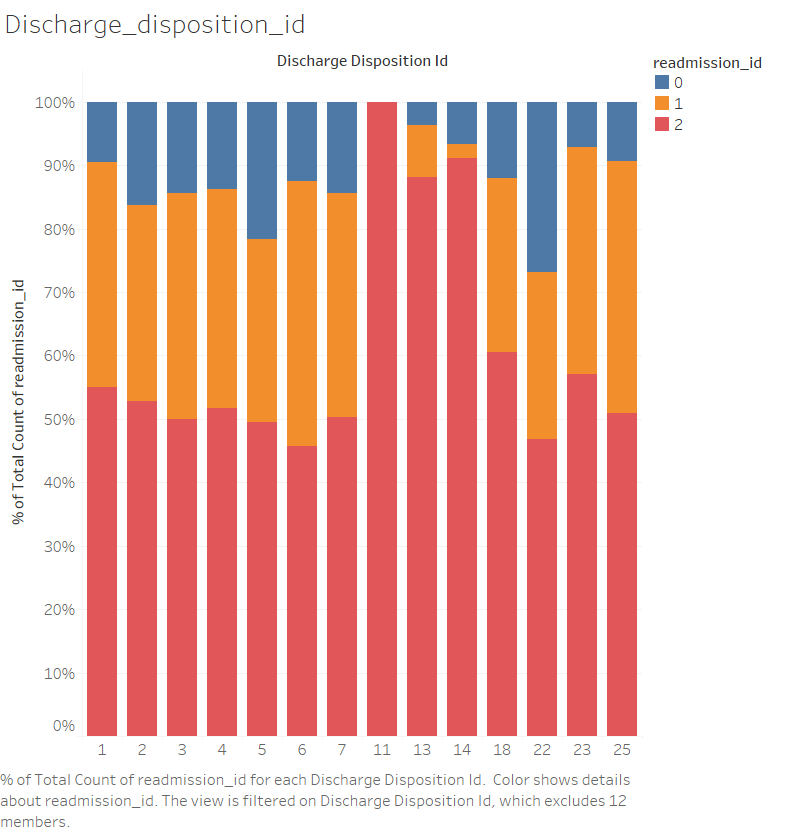 Discharge_disposition_id
Discharge Disposition Id
readmission_id
0
1
2
% of Total Count of readmission_id
100%
90%
80%
70%
60%
50%
40%
30%
20%
10%
0%
1 2 3 4 5 6 7 11 13 14 18 22 23 25
% of Total Count of readmission_id for each Discharge Disposition Id. Color shows details
about readmission_id. The view is filtered on Discharge Disposition Id, which excludes 12
members.